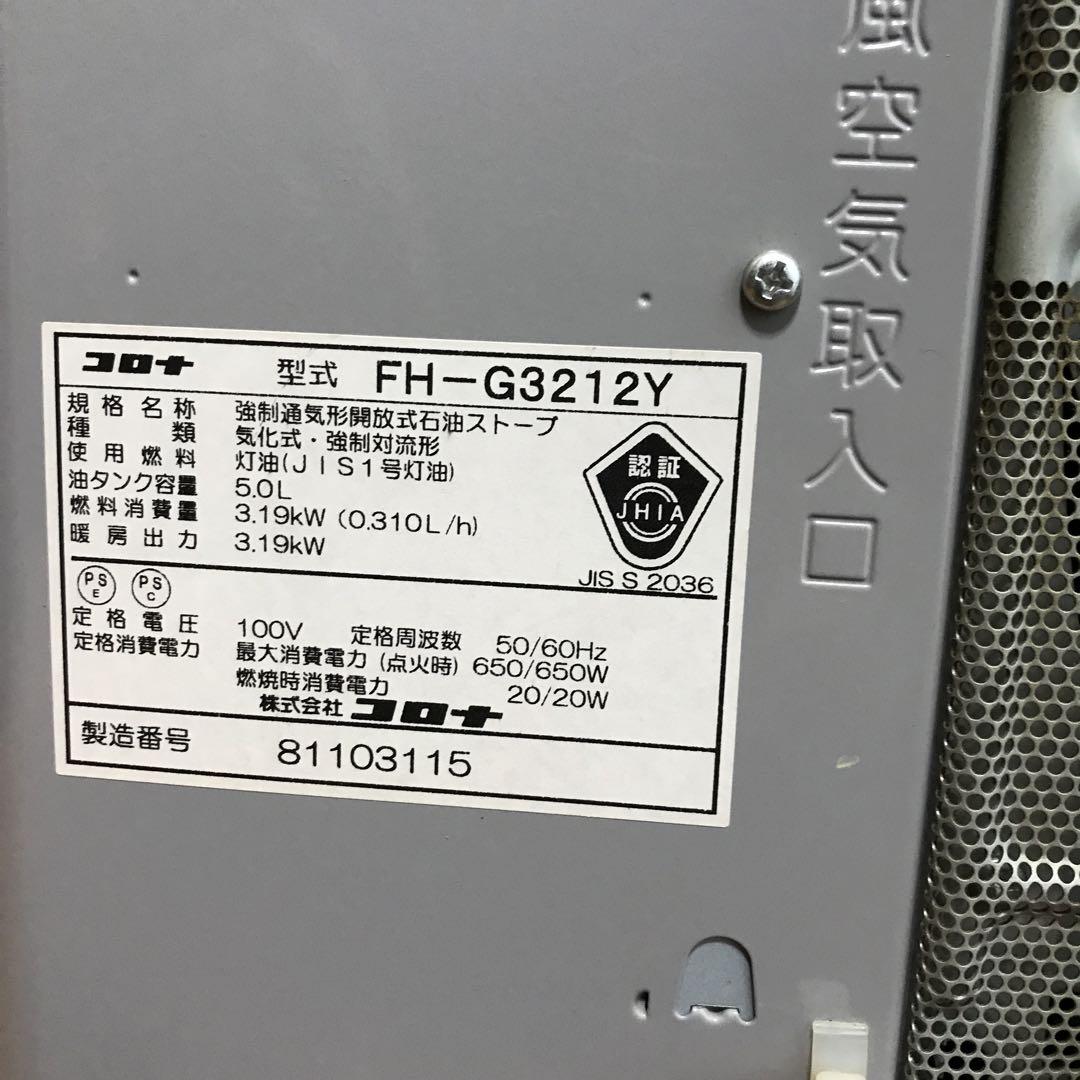 コロナ 型式 FH-G3212Y
規格名称 強制通気形開放式石油ストーブ
種類 気化式・強制対流形
使用燃料 灯油(JIS1号灯油)
油タンク容量 5.0L
燃料消費量 3.19kW (0.310L/h)
暖房出力 3.19kW
認証
JHIA
JIS S 2036
PS E PS C
定格電圧 100V 定格周波数 50/60Hz
定格消費電力 最大消費電力(点火時) 650/650W
燃焼時消費電力 20/20W
株式会社コロナ
製造番号 81103115
風空気取入口